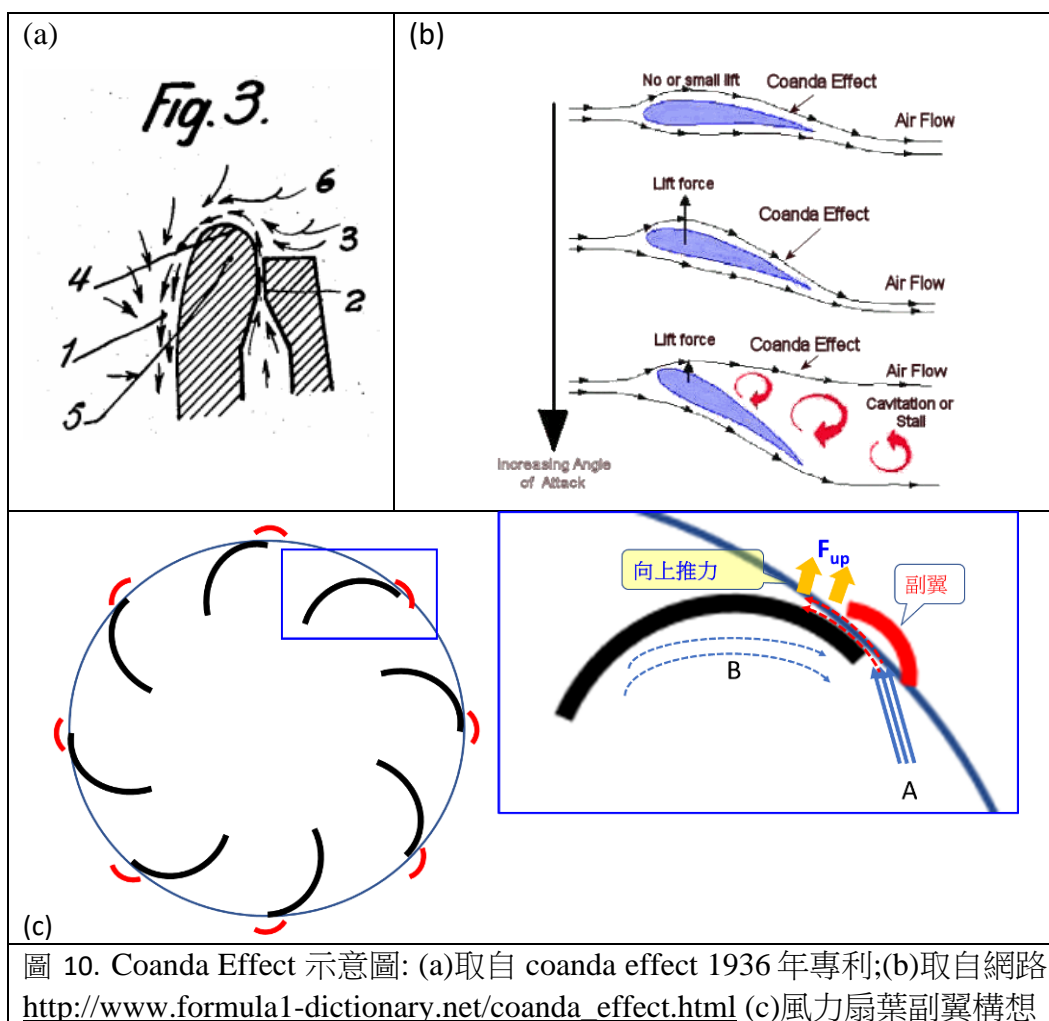 (a)
Fig. 3.
6
3
4
2
1
5
(b)
No or small lift
Coanda Effect
Air Flow
Lift force
Coanda Effect
Air Flow
Lift force
Coanda Effect
Air Flow
Cavitation or
Stall
Increasing Angle
of Attack
向上推力
Fup
副翼
B
A
(c)
圖 10. Coanda Effect 示意圖: (a)取自 coanda effect 1936 年專利;(b)取自網路
http://www.formula1-dictionary.net/coanda_effect.html (c)風力扇葉副翼構想